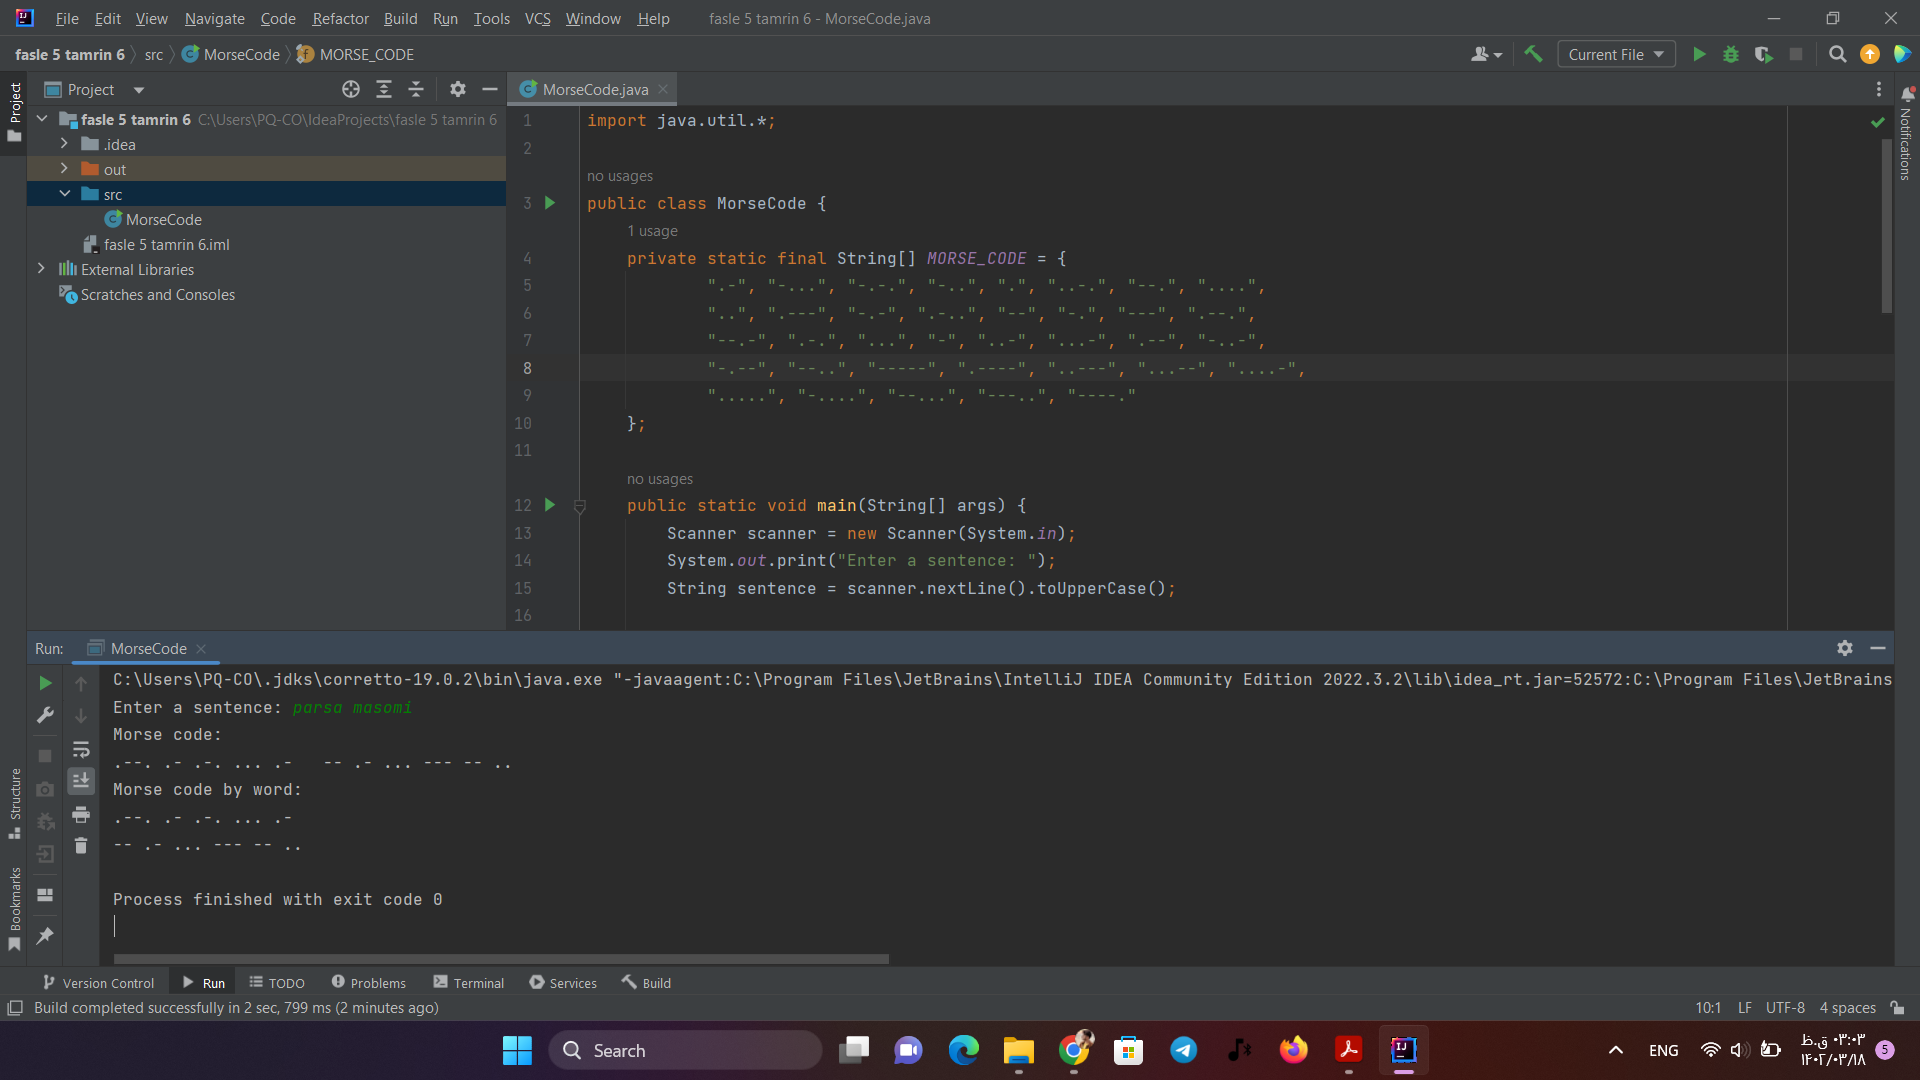 File Edit View Navigate Code Refactor Build Run Tools VCS Window Help fasle 5 tamrin 6 - MorseCode.java
fasle 5 tamrin 6 src MorseCode MORSE_CODE Current File
Project
Project
MorseCode.java
fasle 5 tamrin 6 C:\Users\PQ-CO\IdeaProjects\fasle 5 tamrin 6
.idea
out
src
MorseCode
fasle 5 tamrin 6.iml
External Libraries
Scratches and Consoles
1 import java.util.*;
2
no usages
3 public class MorseCode {
1 usage
4 private static final String[] MORSE_CODE = {
5 ".-", "-...", "-.-.", "-..", ".", "..-.", "--.", "....",
6 "..", ".---", "-.-", ".-..", "--", "-.", "---", ".--.",
7 "--.-", ".-.", "...", "-", "..-", "...-", ".--", "-..-",
8 "-.--", "--..", "-----", ".----", "..---", "...--", "....-",
9 ".....", "-....", "--...", "---..", "----."
10 };
11
no usages
12 public static void main(String[] args) {
13 Scanner scanner = new Scanner(System.in);
14 System.out.print("Enter a sentence: ");
15 String sentence = scanner.nextLine().toUpperCase();
16
Notifications
Run: MorseCode
C:\Users\PQ-CO\.jdks\corretto-19.0.2\bin\java.exe "-javaagent:C:\Program Files\JetBrains\IntelliJ IDEA Community Edition 2022.3.2\lib\idea_rt.jar=52572:C:\Program Files\JetBrains
Enter a sentence: parsa masomi
Morse code:
.--. .- .-. ... .-   -- .- ... --- -- ..
Morse code by word:
.--. .- .-. ... .-
-- .- ... --- -- ..
Process finished with exit code 0
Structure
Bookmarks
Version Control Run TODO Problems Terminal Services Build
Build completed successfully in 2 sec, 799 ms (2 minutes ago) 10:1 LF UTF-8 4 spaces
Search
ENG
۰۳:۰۳ ق.ظ
۱۴۰۲/۰۳/۱۸
5